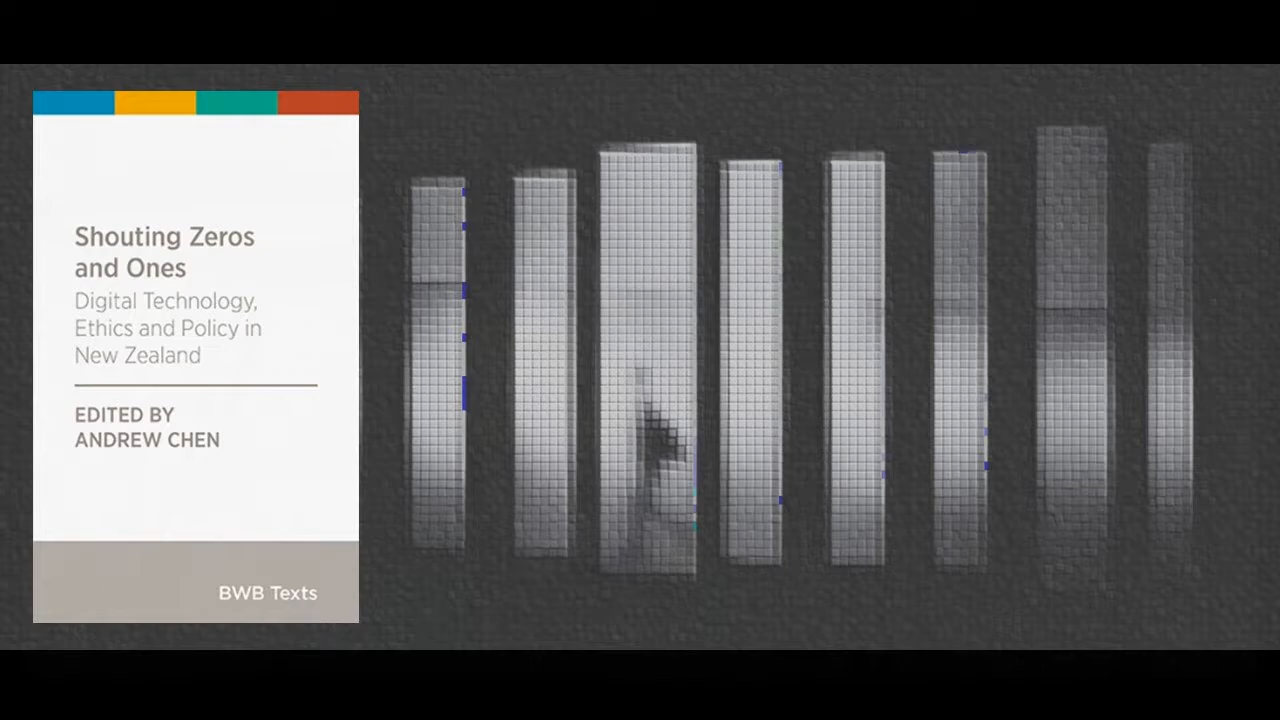 Shouting Zeros
and Ones
Digital Technology,
Ethics and Policy in
New Zealand
EDITED BY
ANDREW CHEN
BWB Texts